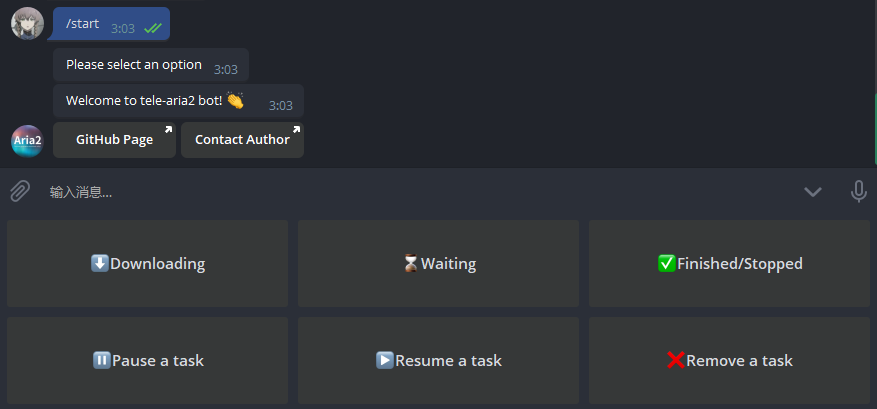 /start 3:03
Please select an option 3:03
Welcome to tele-aria2 bot! 👏 3:03
Aria2 GitHub Page Contact Author
输入消息...
Downloading Waiting Finished/Stopped
Pause a task Resume a task Remove a task